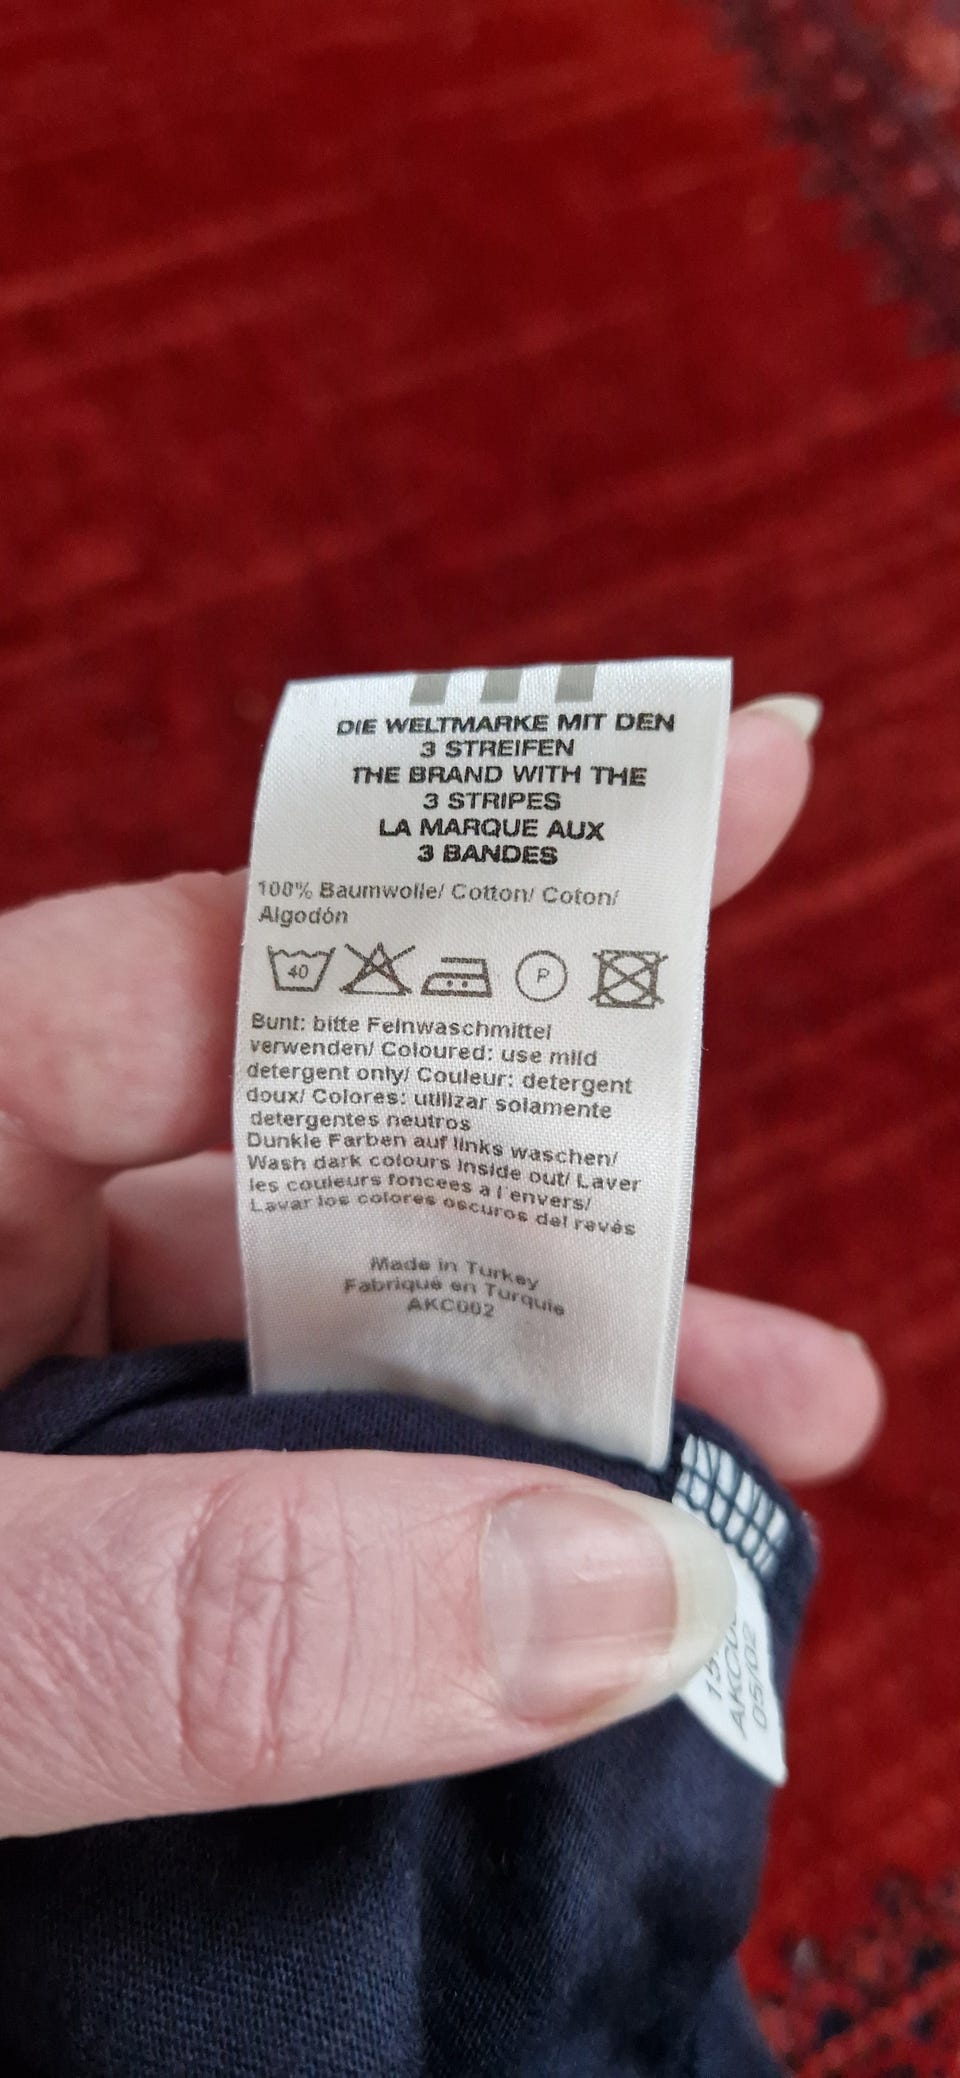 DIE WELTMARKE MIT DEN
3 STREIFEN
THE BRAND WITH THE
3 STRIPES
LA MARQUE AUX
3 BANDES
100% Baumwolle/ Cotton/ Coton/
Algodón
40 P
Bunt: bitte Feinwaschmittel
verwenden/ Coloured: use mild
detergent only/ Couleur: detergent
doux/ Colores: utilizar solamente
detergentes neutros
Dunkle Farben auf links waschen/
Wash dark colours inside out/ Laver
les couleurs foncees a l'envers/
Lavar los colores oscuros del revés
Made in Turkey
Fabriqué en Turquie
AKC002
05/02